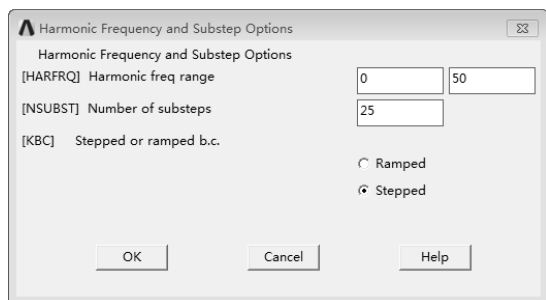 Harmonic Frequency and Substep Options
Harmonic Frequency and Substep Options
[HARFRQ] Harmonic freq range 0 50
[NSUBST] Number of substeps 25
[KBC] Stepped or ramped b.c.
Ramped
Stepped
OK Cancel Help